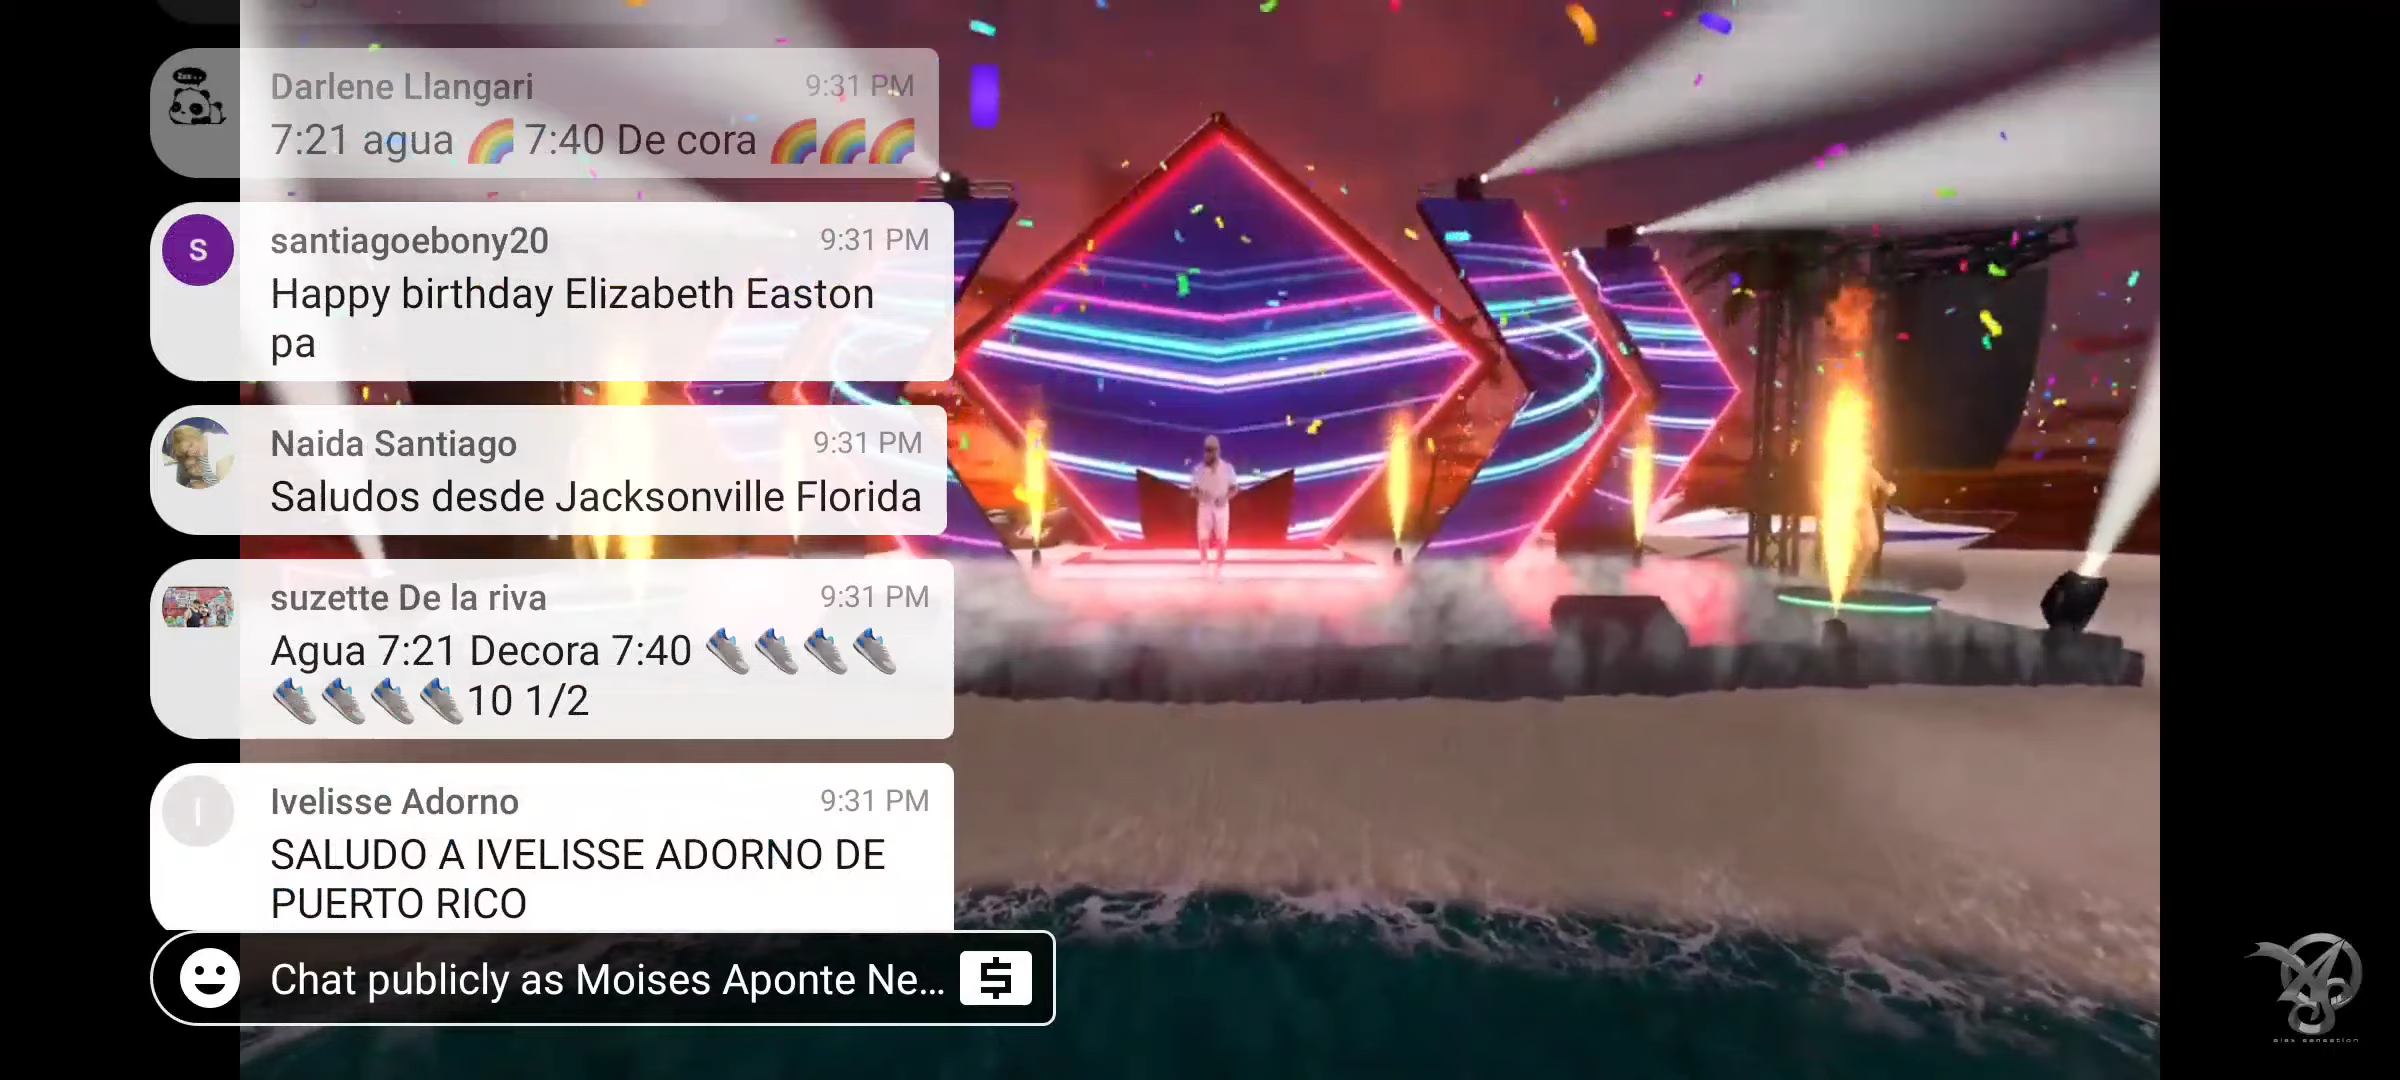 Darlene Llangari 9:31 PM
7:21 agua 🌈 7:40 De cora 🌈🌈🌈
S
santiagoebony20 9:31 PM
Happy birthday Elizabeth Easton
pa
Naida Santiago 9:31 PM
Saludos desde Jacksonville Florida
suzette De la riva 9:31 PM
Agua 7:21 Decora 7:40 👟👟👟👟
👟👟👟👟10 1/2
I
Ivelisse Adorno 9:31 PM
SALUDO A IVELISSE ADORNO DE
PUERTO RICO
Chat publicly as Moises Aponte Ne... $
alex sensation